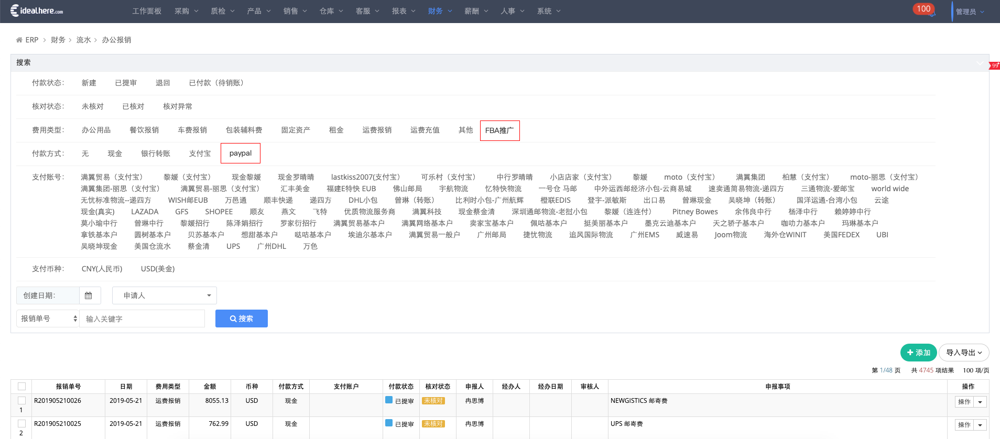 idealhere.com 工作面板 采购 质检 产品 销售 仓库 客服 报表 财务 薪酬 人事 系统 100 管理员
ERP > 财务 > 流水 > 办公报销
搜索
99+
付款状态: 新建 已提审 退回 已付款（待销账）
核对状态: 未核对 已核对 核对异常
费用类型: 办公用品 餐饮报销 车费报销 包装辅料费 固定资产 租金 运费报销 运费充值 其他 FBA推广
付款方式: 无 现金 银行转账 支付宝 paypal
支付账号: 满翼贸易（支付宝） 黎媛（支付宝） 现金黎媛 现金罗晴晴 lastkiss2007(支付宝） 可乐村（支付宝） 中行罗晴晴 小店店家（支付宝） 黎媛 moto（支付宝） 满翼集团 柏慧（支付宝） moto-丽思（支付宝）
满翼集团-丽思（支付宝） 满翼贸易-丽思（支付宝） 汇丰美金 福建E特快 EUB 佛山邮局 宇航物流 忆特快物流 一号仓 马邮 中外运西邮经济小包-云商易城 速卖通简易物流-递四方 三通物流-爱邮宝 world wide
无忧标准物流--递四方 WISH邮EUB 万邑通 顺丰快递 递四方 DHL小包 曾琳（转账） 比利时小包-广州航辉 橙联EDIS 登宇-派敏斯 出口易 曾琳现金 吴晓坤（转账） 国洋运通-台湾小包 云途
现金(真实) LAZADA GFS SHOPEE 顺友 燕文 飞特 优质物流服务商 满翼科技 现金蔡金清 深圳通邮物流-老挝小包 黎媛（连连付） Pitney Bowes 余伟良中行 杨泽中行 赖婷婷中行
莫小瑜中行 曾琳中行 黎媛招行 陈泽娟招行 罗家衍招行 满翼贸易基本户 满翼网络基本户 卖家宝基本户 佩咕基本户 挺美丽基本户 墨克云迪基本户 天之骄子基本户 咖叻力基本户 玛琳基本户
拿铁基本户 圆树基本户 贝苏基本户 想甜基本户 哒咕基本户 埃迪尔基本户 满翼贸易一般户 广州邮局 捷忧物流 追风国际物流 广州EMS 威速易 Joom物流 海外仓WINIT 美国FEDEX UBI
吴晓坤现金 美国仓流水 蔡金清 UPS 广州DHL 万色
支付币种: CNY(人民币) USD(美金)
创建日期: 申请人
报销单号 输入关键字 搜索
添加 导入导出
第 1/48 页 共 4745 项结果 100 项/页
报销单号 日期 费用类型 金额 币种 付款方式 支付账户 付款状态 核对状态 申报人 经办人 经办日期 审核人 申报事项 操作
1 R201905210026 2019-05-21 运费报销 8055.13 USD 现金 已提审 未核对 冉思博 NEWGISTICS 邮寄费 操作
2 R201905210025 2019-05-21 运费报销 762.99 USD 现金 已提审 未核对 冉思博 UPS 邮寄费 操作